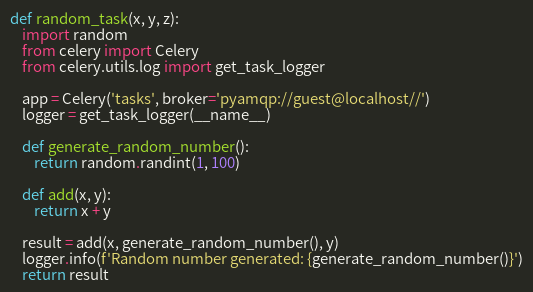 def random_task(x, y, z):
    import random
    from celery import Celery
    from celery.utils.log import get_task_logger

    app = Celery('tasks', broker='pyamqp://guest@localhost//')
    logger = get_task_logger(__name__)

    def generate_random_number():
        return random.randint(1, 100)

    def add(x, y):
        return x + y

    result = add(x, generate_random_number(), y)
    logger.info(f'Random number generated: {generate_random_number()}')
    return result